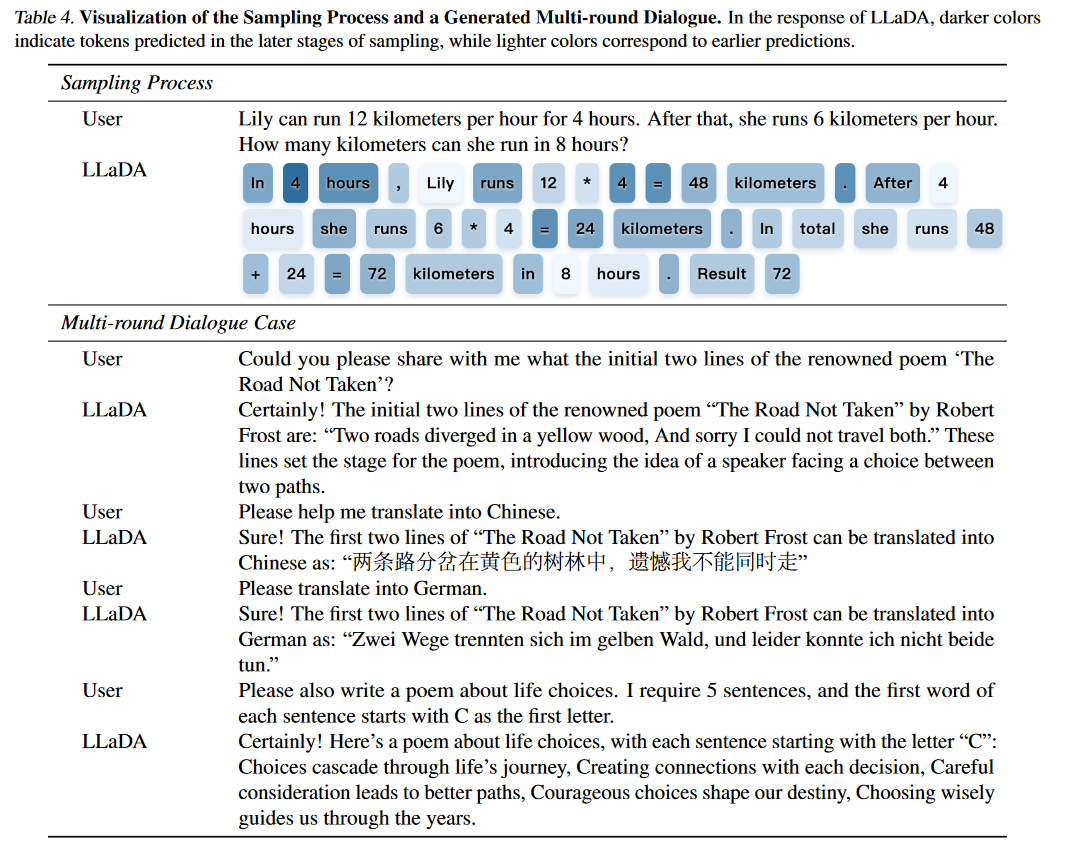 Table 4. Visualization of the Sampling Process and a Generated Multi-round Dialogue. In the response of LLaDA, darker colors
indicate tokens predicted in the later stages of sampling, while lighter colors correspond to earlier predictions.
Sampling Process
User Lily can run 12 kilometers per hour for 4 hours. After that, she runs 6 kilometers per hour.
How many kilometers can she run in 8 hours?
LLaDA In 4 hours , Lily runs 12 * 4 = 48 kilometers . After 4
hours she runs 6 * 4 = 24 kilometers . In total she runs 48
+ 24 = 72 kilometers in 8 hours . Result 72
Multi-round Dialogue Case
User Could you please share with me what the initial two lines of the renowned poem ‘The
Road Not Taken’?
LLaDA Certainly! The initial two lines of the renowned poem “The Road Not Taken” by Robert
Frost are: “Two roads diverged in a yellow wood, And sorry I could not travel both.” These
lines set the stage for the poem, introducing the idea of a speaker facing a choice between
two paths.
User Please help me translate into Chinese.
LLaDA Sure! The first two lines of “The Road Not Taken” by Robert Frost can be translated into
Chinese as: “两条路分岔在黄色的树林中，遗憾我不能同时走”
User Please translate into German.
LLaDA Sure! The first two lines of “The Road Not Taken” by Robert Frost can be translated into
German as: “Zwei Wege trennten sich im gelben Wald, und leider konnte ich nicht beide
tun.”
User Please also write a poem about life choices. I require 5 sentences, and the first word of
each sentence starts with C as the first letter.
LLaDA Certainly! Here’s a poem about life choices, with each sentence starting with the letter “C”:
Choices cascade through life’s journey, Creating connections with each decision, Careful
consideration leads to better paths, Courageous choices shape our destiny, Choosing wisely
guides us through the years.